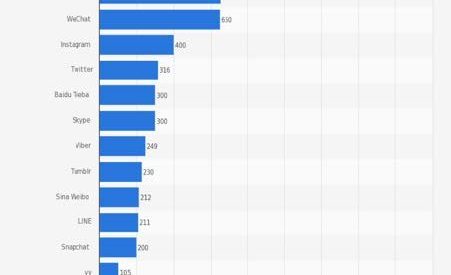 WeChat 630
Instagram 400
Twitter 316
Baidu Tieba 300
Skype 300
Viber 249
Tumblr 230
Sina Weibo 212
LINE 211
Snapchat 200
YY 105